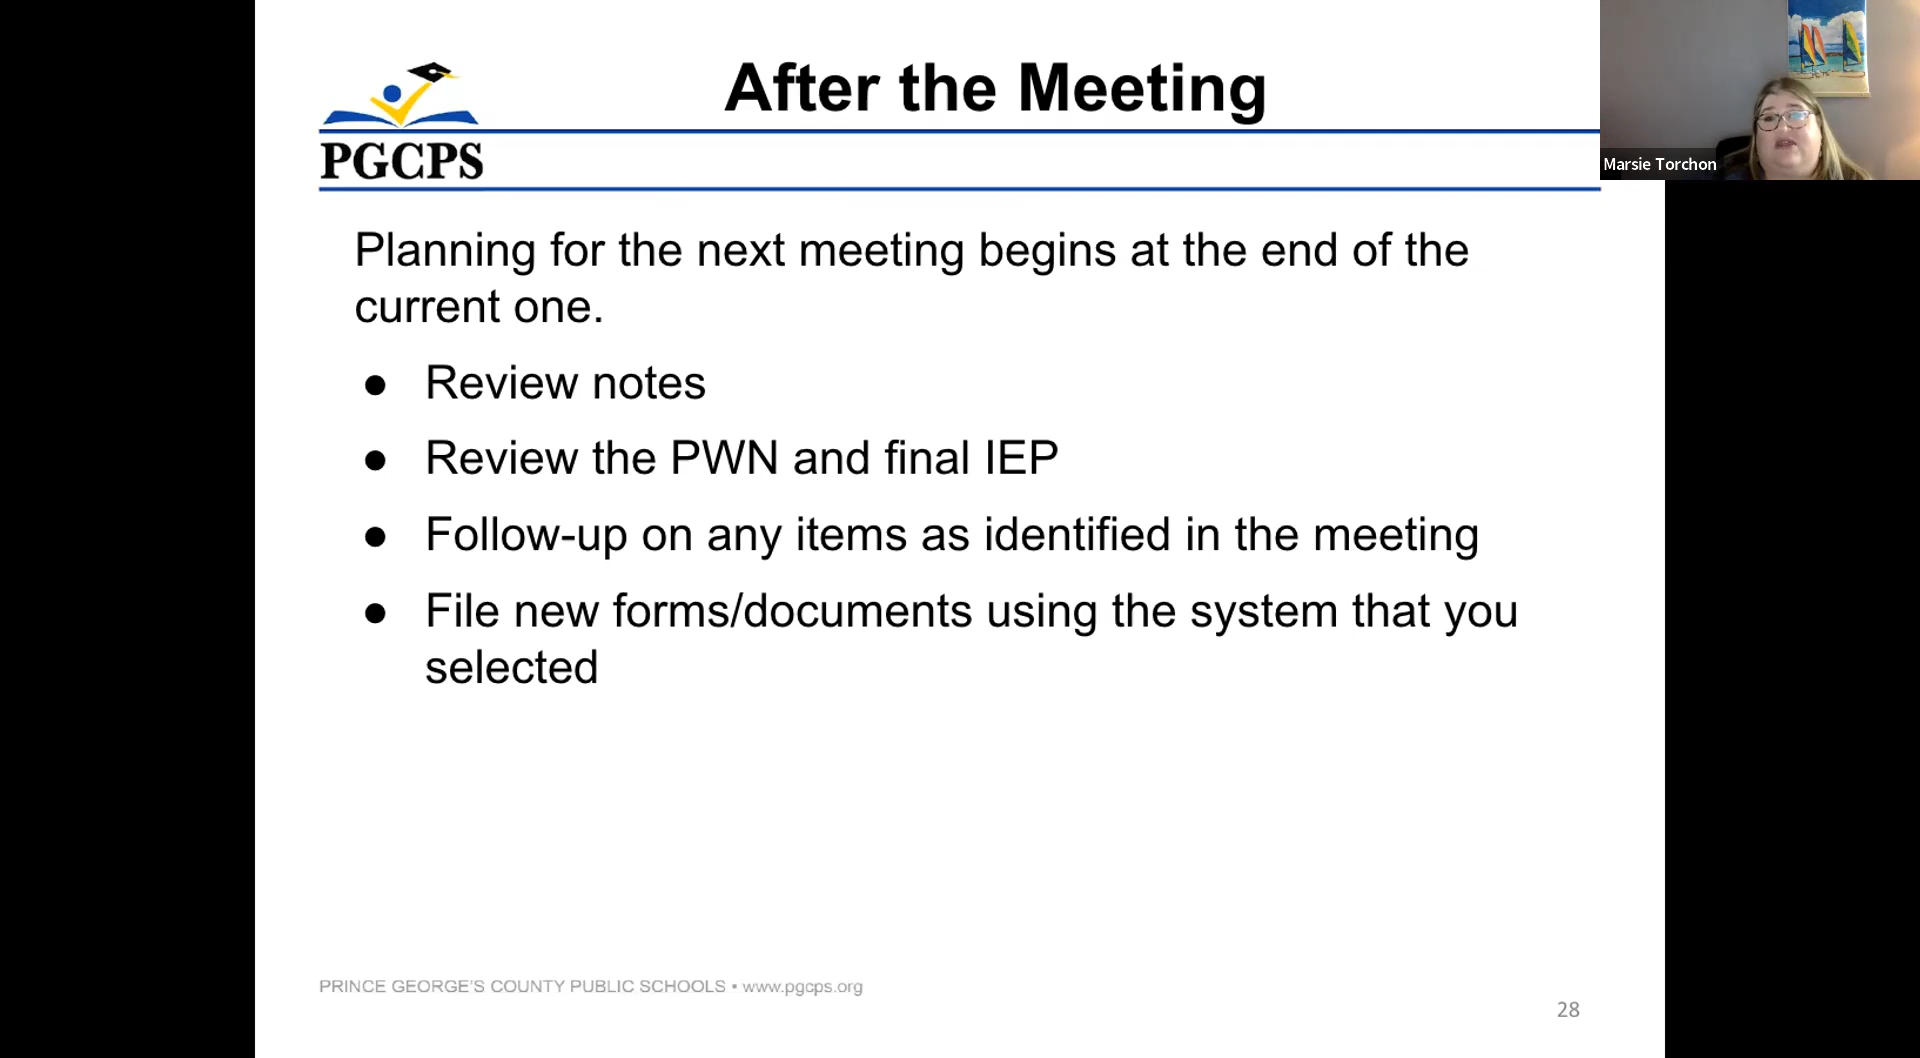 After the Meeting
PGCPS
Marsie Torchon
Planning for the next meeting begins at the end of the
current one.
● Review notes
● Review the PWN and final IEP
● Follow-up on any items as identified in the meeting
● File new forms/documents using the system that you
selected
PRINCE GEORGE'S COUNTY PUBLIC SCHOOLS • www.pgcps.org
28